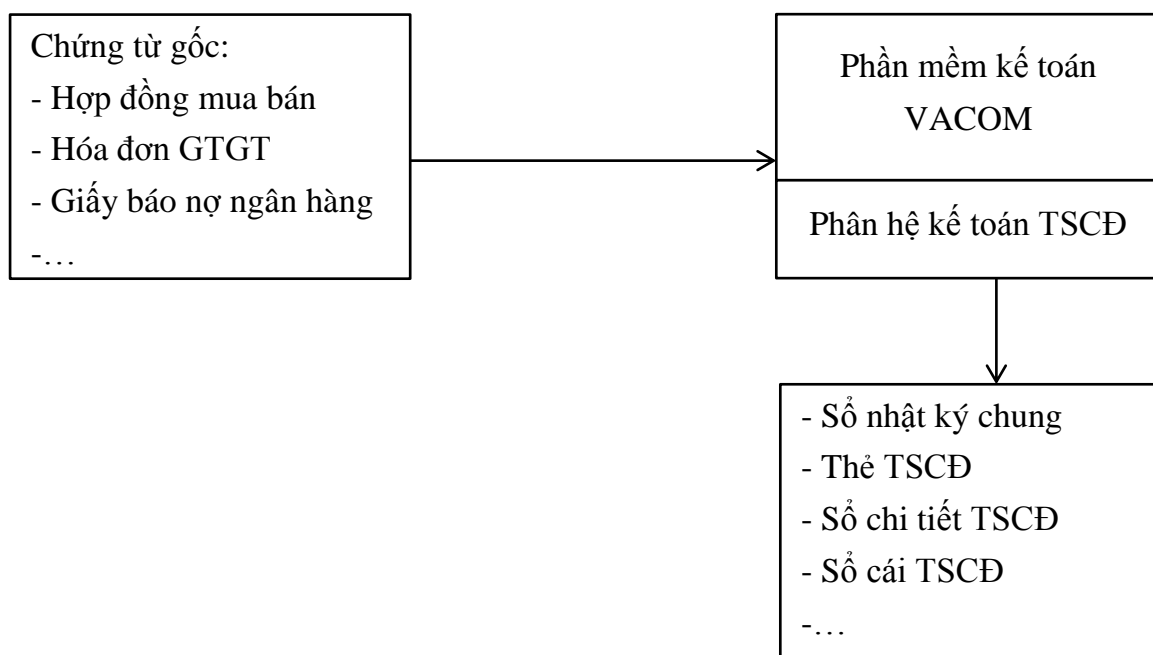 Chứng từ gốc:
- Hợp đồng mua bán
- Hóa đơn GTGT
- Giấy báo nợ ngân hàng
-…
Phần mềm kế toán
VACOM
Phân hệ kế toán TSCĐ
- Sổ nhật ký chung
- Thẻ TSCĐ
- Sổ chi tiết TSCĐ
- Sổ cái TSCĐ
-…